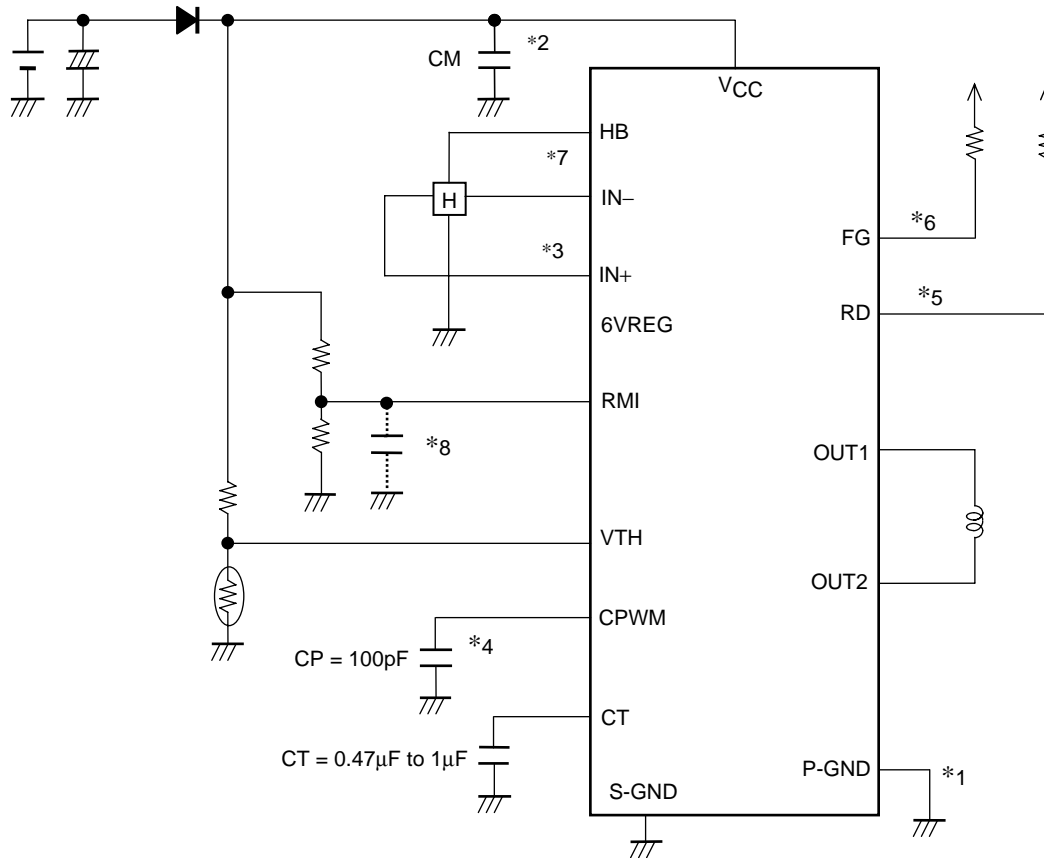 *2
CM
VCC
HB
*7
H
IN−
*6
FG
*3
IN+
*5
RD
6VREG
RMI
*8
OUT1
VTH
OUT2
CPWM
*4
CP = 100pF
CT
CT = 0.47µF to 1µF
P-GND
*1
S-GND